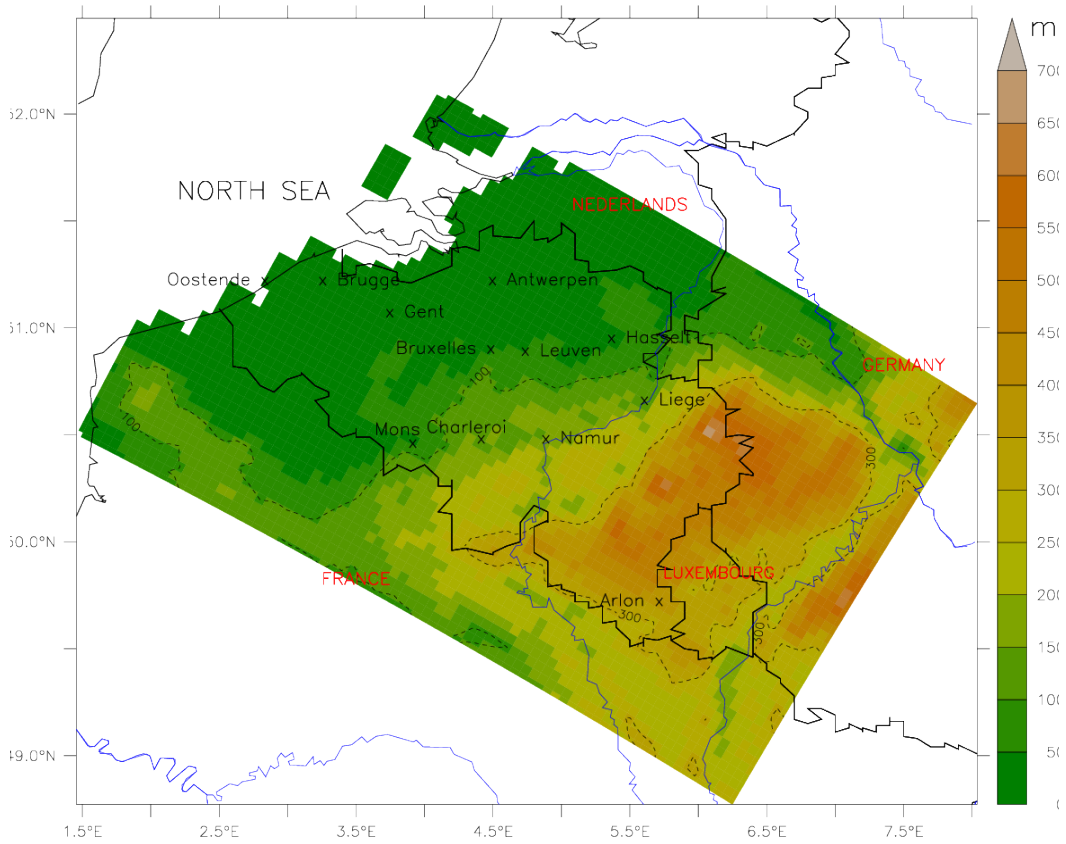 m
700
650
600
550
500
450
400
350
300
250
200
150
100
50
0
52.0°N
51.0°N
50.0°N
49.0°N
NORTH SEA
NEDERLANDS
Oostende
Brugge
Antwerpen
Gent
Hasselt
Bruxelles
Leuven
GERMANY
100
100
Liege
Mons
Charleroi
Namur
300
FRANCE
LUXEMBOURG
Arlon
300
300
1.5°E
2.5°E
3.5°E
4.5°E
5.5°E
6.5°E
7.5°E